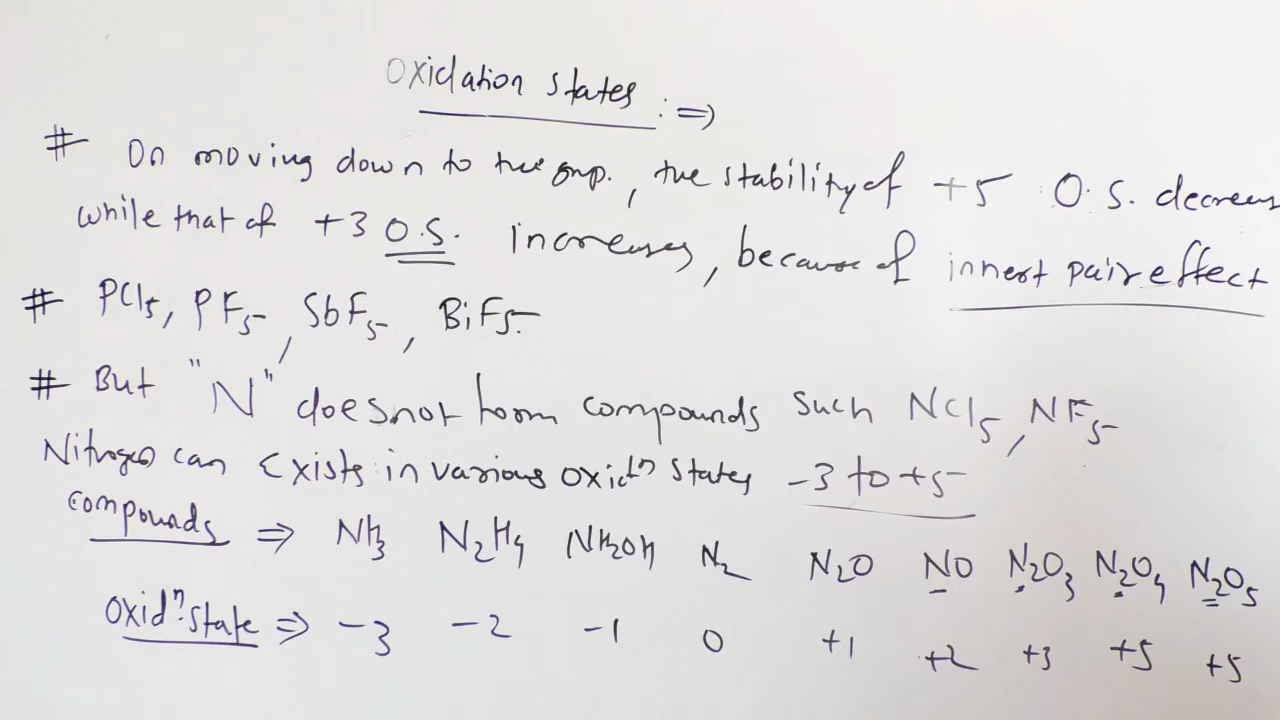 Oxidation states :⇒
# On moving down to the grp., the stability of +5 O.S. decreases
while that of +3 O.S. increases, because of innert pair effect
# PCl5, PF5, SbF5, BiF5.
# But "N" does not form compounds such NCl5, NF5
Nitrogen can Exists in various oxidⁿ states -3 to +5
compounds ⇒ NH3 N2H4 NH2OH N2 N2O NO N2O3 N2O4 N2O5
Oxidⁿ. state ⇒ -3 -2 -1 0 +1 +2 +3 +5 +5